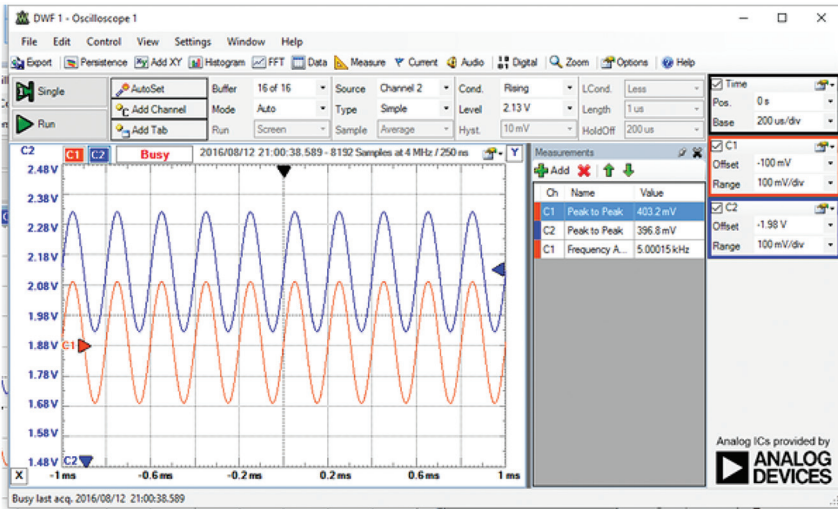 DWF 1 - Oscilloscope 1
File Edit Control View Settings Window Help
Export Persistence Add XY Histogram FFT Data Measure Current Audio Digital Zoom Options Help
Single AutoSet Buffer 16 of 16 Source Channel 2 Cond. Rising LCond. Less
Add Channel Mode Auto Type Simple Level 2.13 V Length 1 us
Run Add Tab Run Screen Sample Average Hyst. 10 mV HoldOff 200 us
Time
Pos. 0 s
Base 200 us/div
C1
Offset -100 mV
Range 100 mV/div
C2
Offset -1.98 V
Range 100 mV/div
C2 C1 C2 Busy 2016/08/12 21:00:38.589 - 8192 Samples at 4 MHz / 250 ns Y
2.48 V
2.38 V
2.28 V
2.18 V
2.08 V
1.98 V
1.88 V C1
1.78 V
1.68 V
1.58 V
1.48 V C2
X -1 ms -0.6 ms -0.2 ms 0.2 ms 0.6 ms 1 ms
Measurements
Add
Ch Name Value
C1 Peak to Peak 403.2 mV
C2 Peak to Peak 396.8 mV
C1 Frequency A... 5.00015 kHz
Analog ICs provided by
ANALOG
DEVICES
Busy last acq. 2016/08/12 21:00:38.589